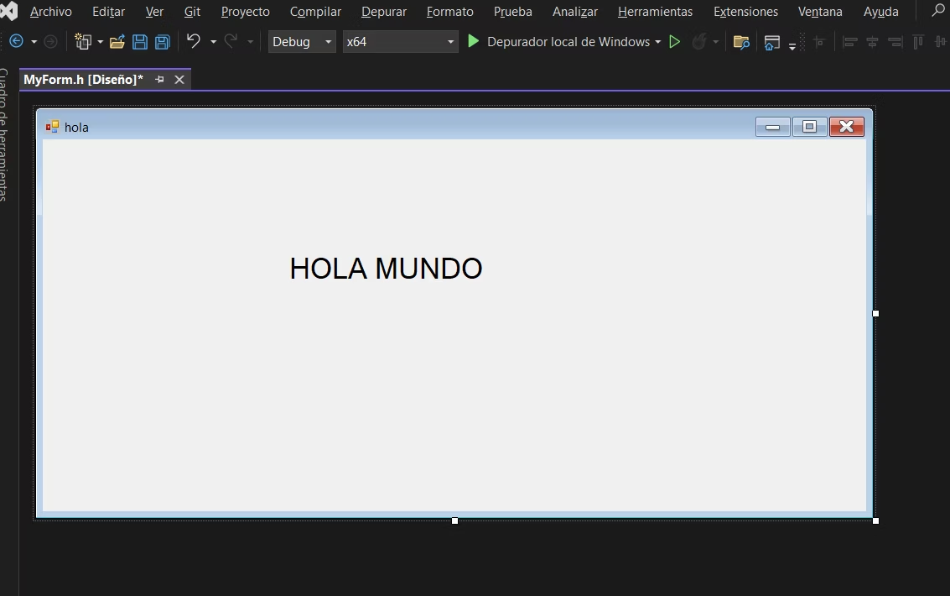 Archivo Editar Ver Git Proyecto Compilar Depurar Formato Prueba Analizar Herramientas Extensiones Ventana Ayuda
Debug x64 Depurador local de Windows
Cuadro de herramientas
MyForm.h [Diseño]*
hola
HOLA MUNDO